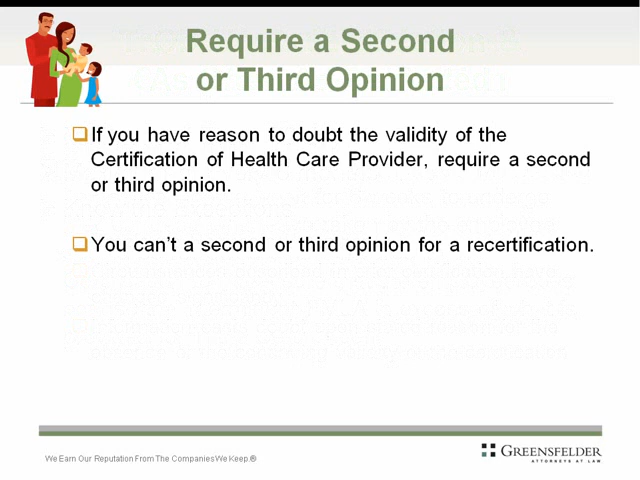 Require a Second
or Third Opinion
If you have reason to doubt the validity of the
Certification of Health Care Provider, require a second
or third opinion.
You can't a second or third opinion for a recertification.
We Earn Our Reputation From The Companies We Keep.®
GREENSFELDER
ATTORNEYS AT LAW